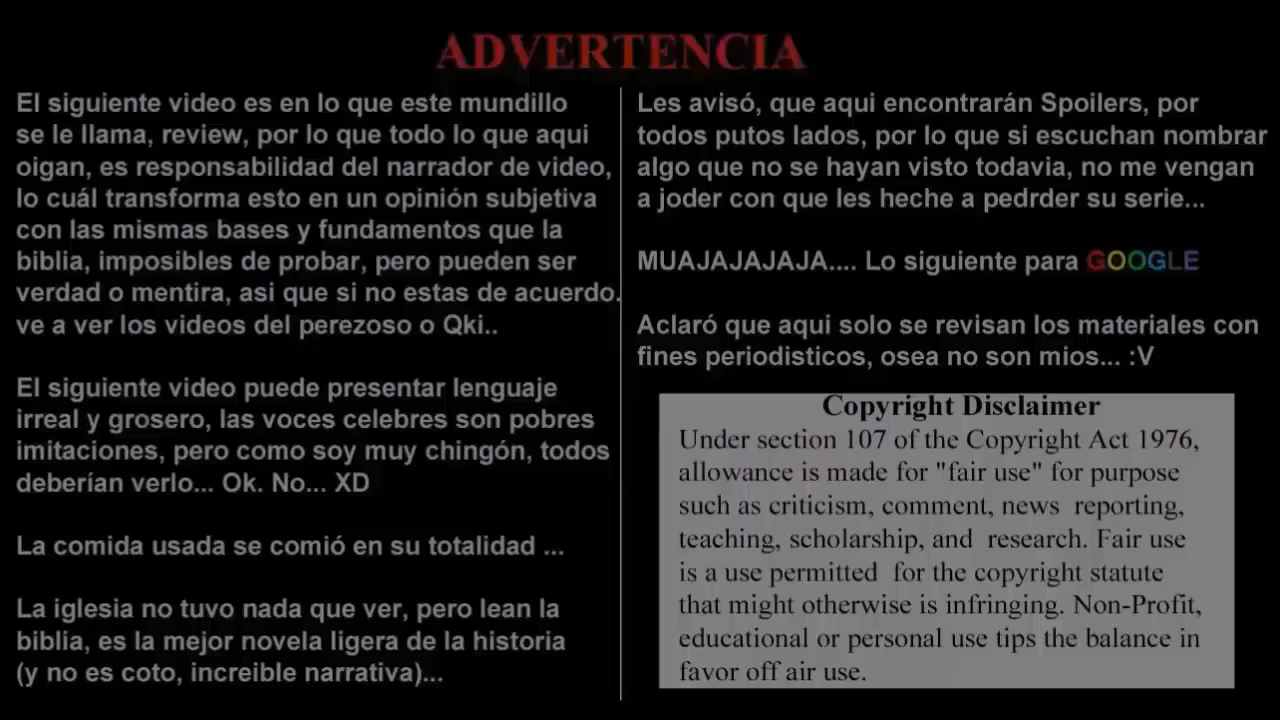 ADVERTENCIA
El siguiente video es en lo que este mundillo
se le llama, review, por lo que todo lo que aqui
oigan, es responsabilidad del narrador de video,
lo cuál transforma esto en un opinión subjetiva
con las mismas bases y fundamentos que la
biblia, imposibles de probar, pero pueden ser
verdad o mentira, asi que si no estas de acuerdo.
ve a ver los videos del perezoso o Qki..
El siguiente video puede presentar lenguaje
irreal y grosero, las voces celebres son pobres
imitaciones, pero como soy muy chingón, todos
deberían verlo... Ok. No... XD
La comida usada se comió en su totalidad ...
La iglesia no tuvo nada que ver, pero lean la
biblia, es la mejor novela ligera de la historia
(y no es coto, increible narrativa)...
Les avisó, que aqui encontrarán Spoilers, por
todos putos lados, por lo que si escuchan nombrar
algo que no se hayan visto todavia, no me vengan
a joder con que les heche a pedrder su serie...
MUAJAJAJAJA.... Lo siguiente para GOOGLE
Aclaró que aqui solo se revisan los materiales con
fines periodisticos, osea no son mios... :V
Copyright Disclaimer
Under section 107 of the Copyright Act 1976,
allowance is made for "fair use" for purpose
such as criticism, comment, news reporting,
teaching, scholarship, and research. Fair use
is a use permitted for the copyright statute
that might otherwise is infringing. Non-Profit,
educational or personal use tips the balance in
favor off air use.